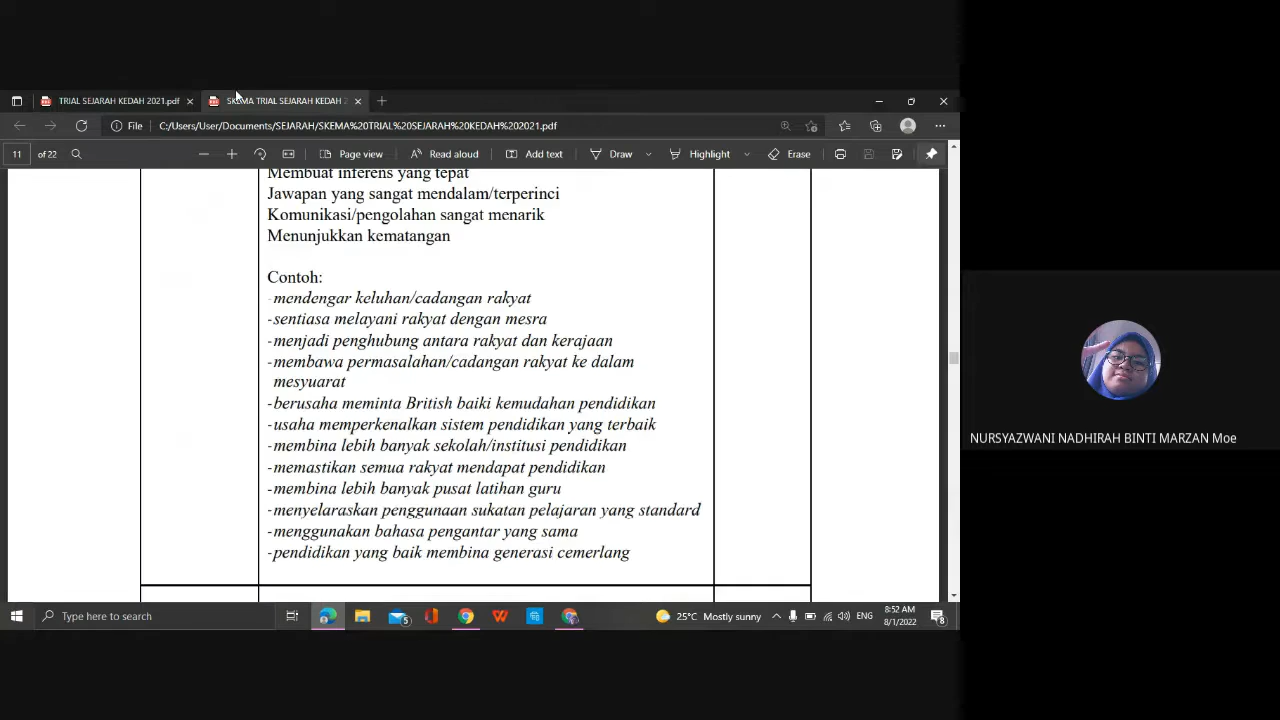 TRIAL SEJARAH KEDAH 2021.pdf
SKEMA TRIAL SEJARAH KEDAH 2
File C:/Users/User/Documents/SEJARAH/SKEMA%20TRIAL%20SEJARAH%20KEDAH%202021.pdf
11 of 22 Page view Read aloud Add text Draw Highlight Erase
Membuat inferens yang tepat
Jawapan yang sangat mendalam/terperinci
Komunikasi/pengolahan sangat menarik
Menunjukkan kematangan
Contoh:
-mendengar keluhan/cadangan rakyat
-sentiasa melayani rakyat dengan mesra
-menjadi penghubung antara rakyat dan kerajaan
-membawa permasalahan/cadangan rakyat ke dalam
mesyuarat
-berusaha meminta British baiki kemudahan pendidikan
-usaha memperkenalkan sistem pendidikan yang terbaik
-membina lebih banyak sekolah/institusi pendidikan
-memastikan semua rakyat mendapat pendidikan
-membina lebih banyak pusat latihan guru
-menyelaraskan penggunaan sukatan pelajaran yang standard
-menggunakan bahasa pengantar yang sama
-pendidikan yang baik membina generasi cemerlang
NURSYAZWANI NADHIRAH BINTI MARZAN Moe
Type here to search
5
25°C Mostly sunny
ENG
8:52 AM
8/1/2022
8